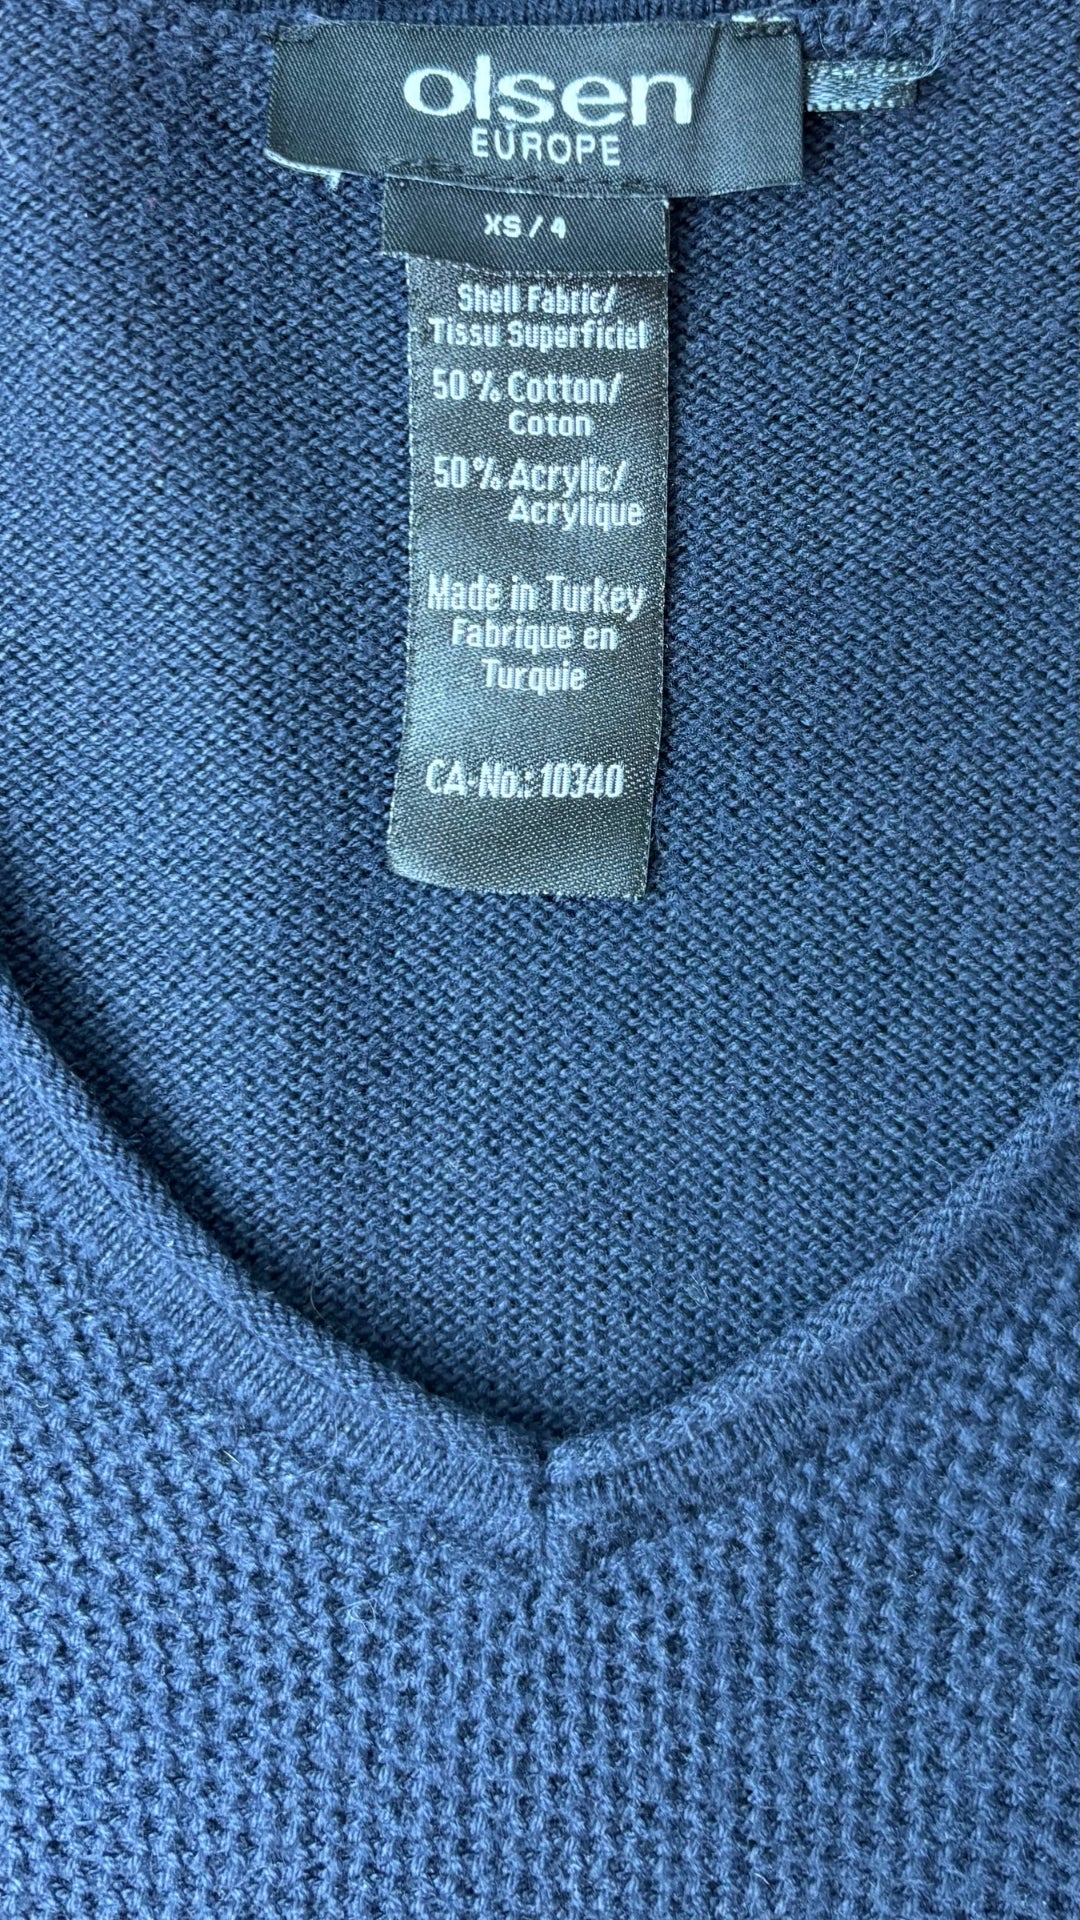 olsen
EUROPE
XS / 4
Shell Fabric/
Tissu Superficiel
50% Cotton/
Coton
50% Acrylic/
Acrylique
Made in Turkey
Fabrique en
Turquie
CA-No.: 10340